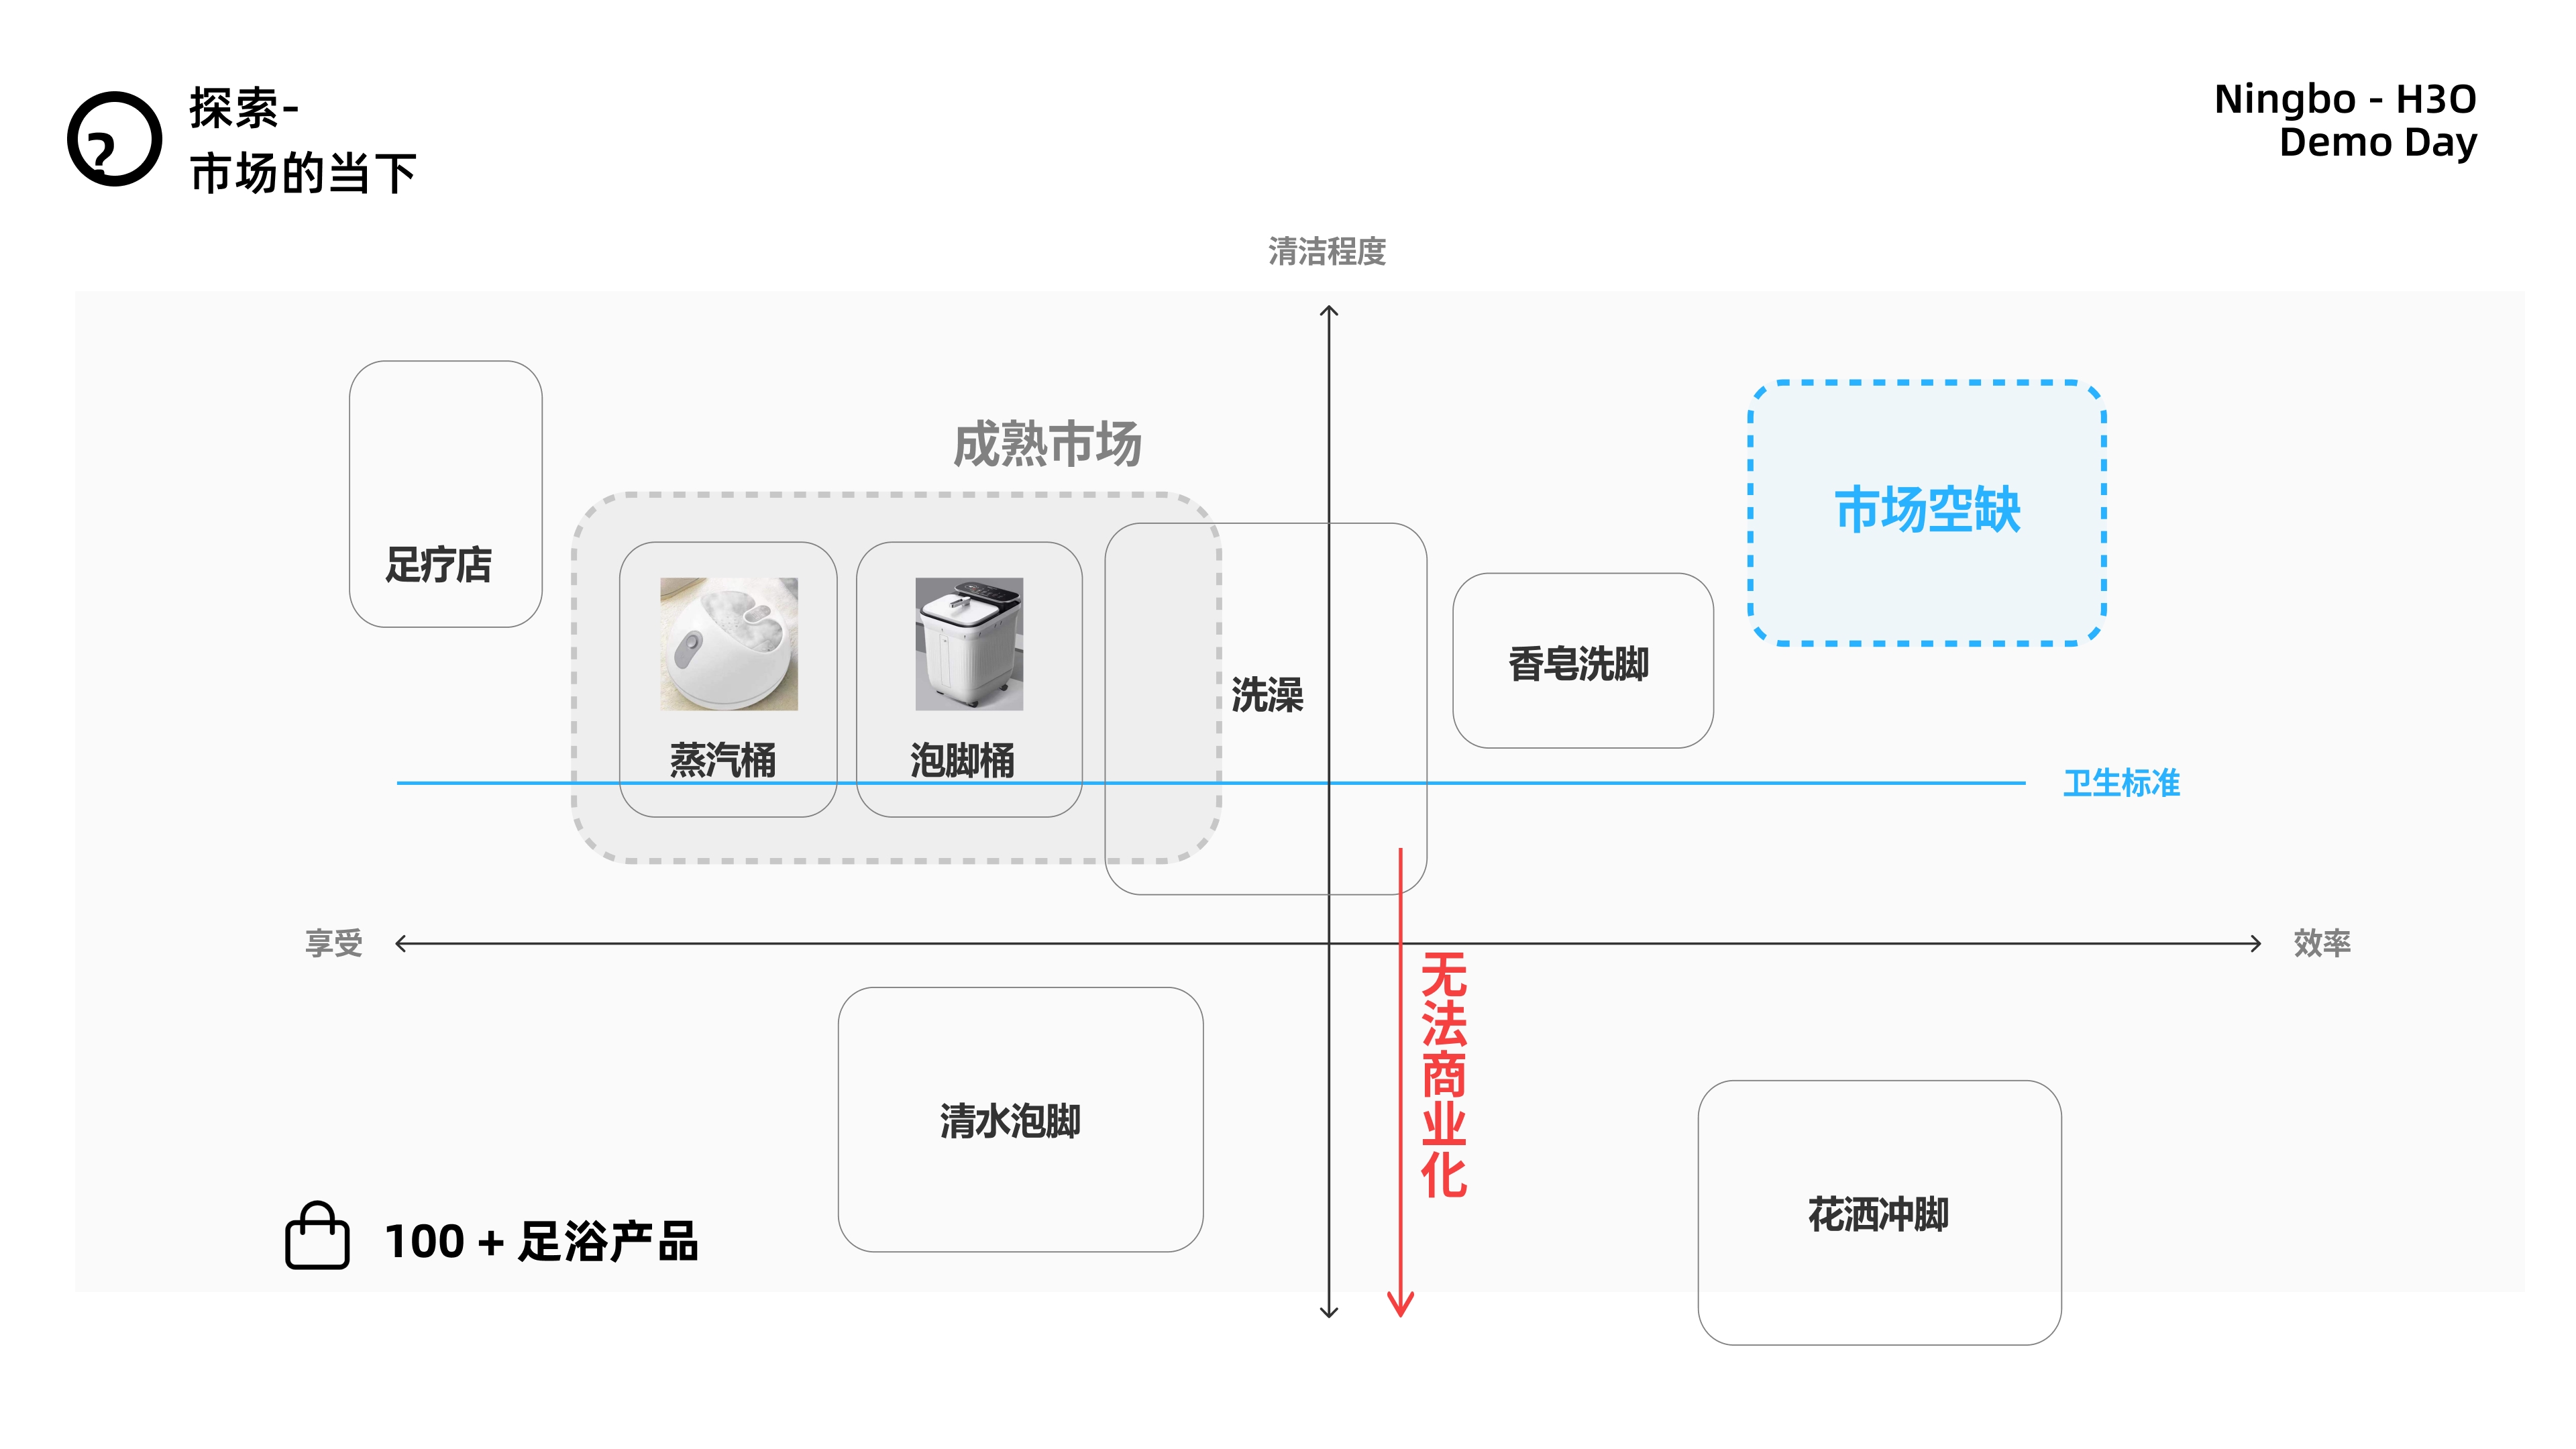 ?
探索-
市场的当下
Ningbo - H3O
Demo Day
清洁程度
成熟市场
市场空缺
足疗店
香皂洗脚
洗澡
蒸汽桶
泡脚桶
卫生标准
享受
效率
无法商业化
清水泡脚
花洒冲脚
100 + 足浴产品